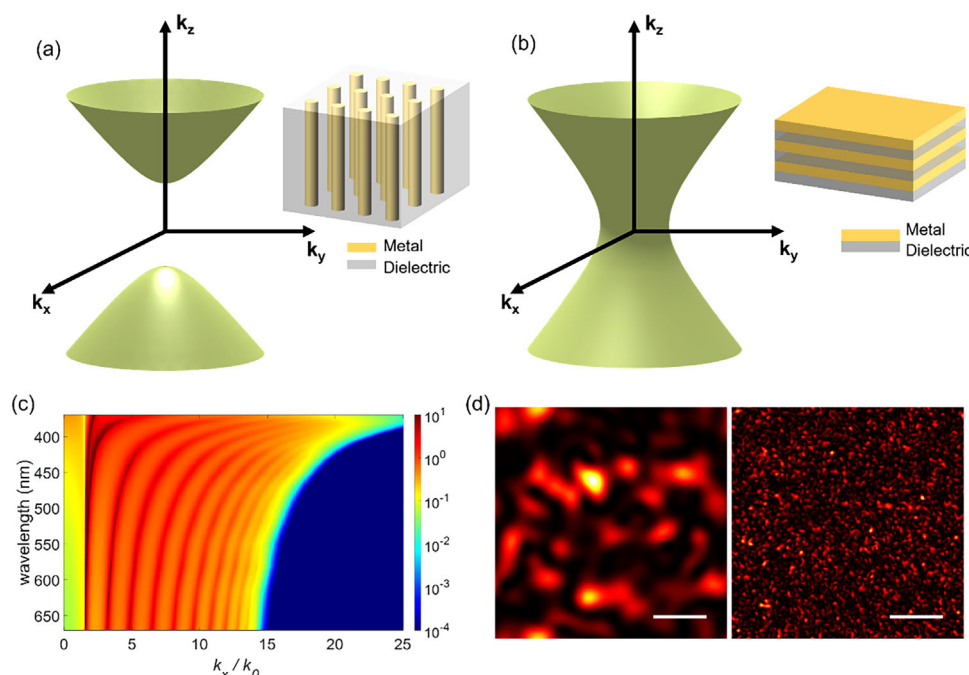 (a)
k_z
k_y
k_x
Metal
Dielectric
(b)
k_z
k_y
k_x
Metal
Dielectric
(c)
wavelength (nm)
400
450
500
550
600
650
0 5 10 15 20 25
k_x / k_0
10^1
10^0
10^-1
10^-2
10^-3
10^-4
(d)